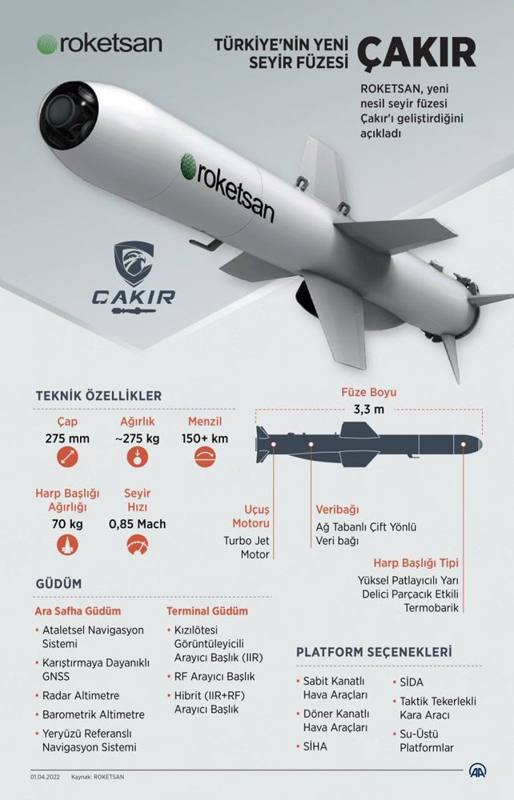 roketsan
TÜRKİYE'NİN YENİ
SEYİR FÜZESİ
ÇAKIR
ROKETSAN, yeni
nesil seyir füzesi
Çakır'ı geliştirdiğini
açıkladı
roketsan
ÇAKIR
TEKNİK ÖZELLİKLER
Çap
275 mm
Ağırlık
~275 kg
Menzil
150+ km
Harp Başlığı
Ağırlığı
70 kg
Seyir
Hızı
0,85 Mach
Füze Boyu
3,3 m
Uçuş
Motoru
Turbo Jet
Motor
Veribağı
Ağ Tabanlı Çift Yönlü
Veri bağı
Harp Başlığı Tipi
Yüksel Patlayıcılı Yarı
Delici Parçacık Etkili
Termobarik
GÜDÜM
Ara Safha Güdüm
• Ataletsel Navigasyon
Sistemi
• Karıştırmaya Dayanıklı
GNSS
• Radar Altimetre
• Barometrik Altimetre
• Yeryüzü Referanslı
Navigasyon Sistemi
Terminal Güdüm
• Kızılötesi
Görüntüleyicili
Arayıcı Başlık (IIR)
• RF Arayıcı Başlık
• Hibrit (IIR+RF)
Arayıcı Başlık
PLATFORM SEÇENEKLERİ
• Sabit Kanatlı
Hava Araçları
• Döner Kanatlı
Hava Araçları
• SİHA
• SİDA
• Taktik Tekerlekli
Kara Aracı
• Su-Üstü
Platformlar
01.04.2022 Kaynak: ROKETSAN
AA